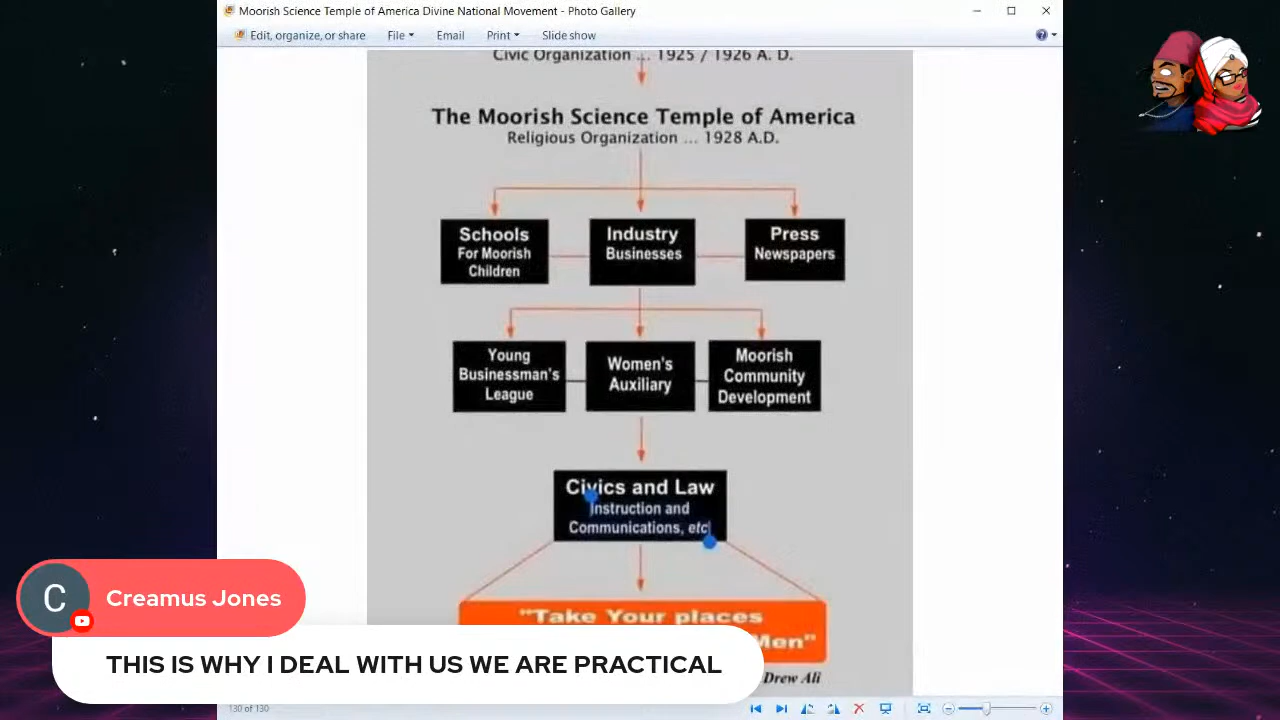 Moorish Science Temple of America Divine National Movement - Photo Gallery
Edit, organize, or share File Email Print Slide show
Civic Organization ... 1925 / 1926 A. D.
The Moorish Science Temple of America
Religious Organization ... 1928 A.D.
Schools
For Moorish
Children
Industry
Businesses
Press
Newspapers
Young
Businessman's
League
Women's
Auxiliary
Moorish
Community
Development
Civics and Law
Instruction and
Communications, etc
"Take Your places
Men"
Drew Ali
C
Creamus Jones
THIS IS WHY I DEAL WITH US WE ARE PRACTICAL
130 of 130